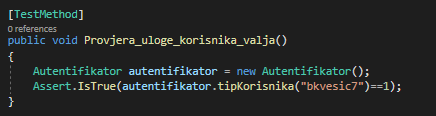 [TestMethod]
0 references
public void Provjera_uloge_korisnika_valja()
{
Autentifikator autentifikator = new Autentifikator();
Assert.IsTrue(autentifikator.tipKorisnika("bkvesic7")==1);
}